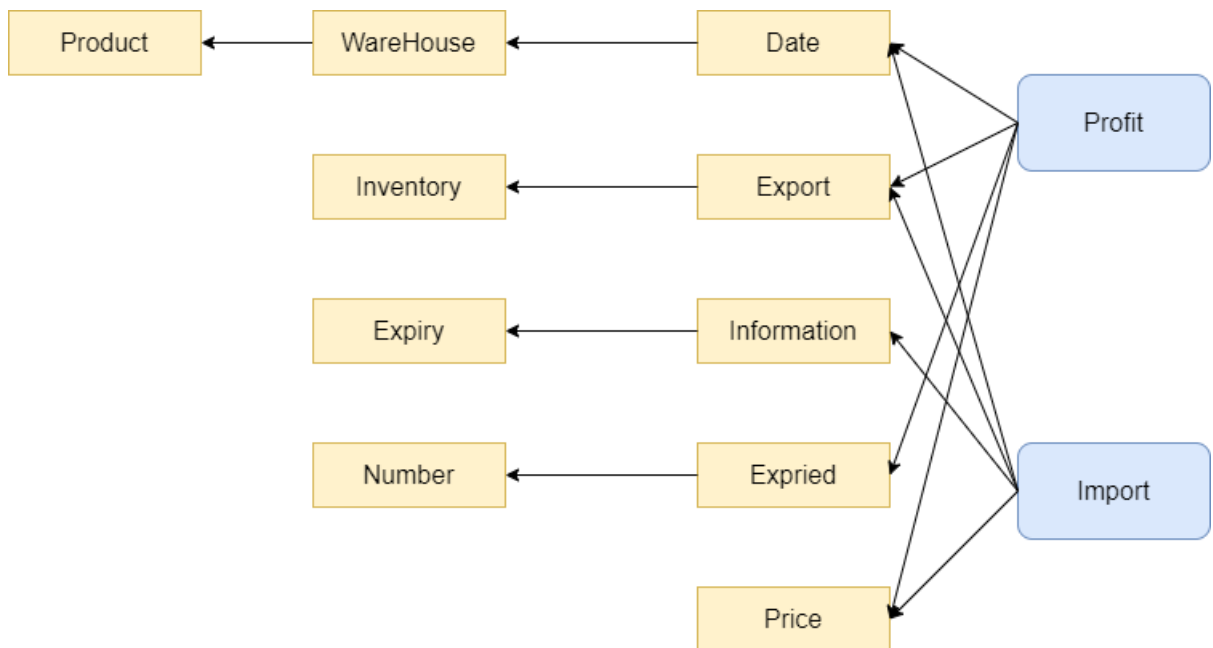 Product
WareHouse
Date
Profit
Inventory
Export
Expiry
Information
Number
Expried
Import
Price